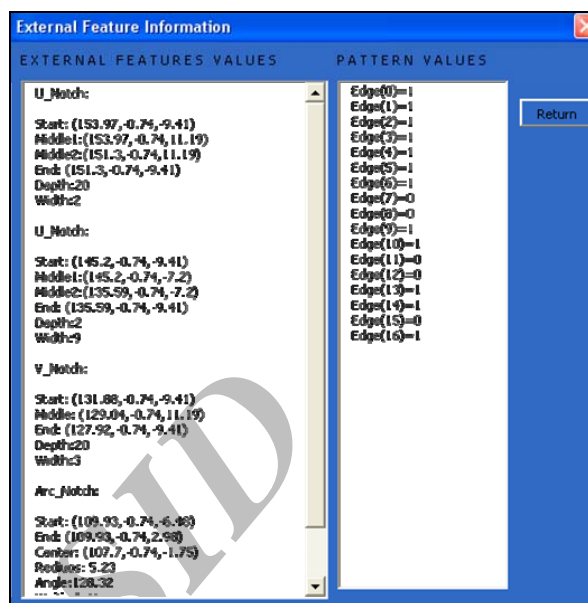 External Feature Information
EXTERNAL FEATURES VALUES
U_Notch:
Start: (153.97,-0.74,-9.41)
Middle1:(153.97,-0.74,11.19)
Middle2:(151.3,-0.74,11.19)
End: (151.3,-0.74,-9.41)
Depth:20
Width:2
U_Notch:
Start: (145.2,-0.74,-9.41)
Middle1:(145.2,-0.74,-7.2)
Middle2:(135.59,-0.74,-7.2)
End: (135.59,-0.74,-9.41)
Depth:2
Width:9
V_Notch:
Start: (131.88,-0.74,-9.41)
Middle: (129.04,-0.74,11.19)
End: (127.92,-0.74,-9.41)
Depth:20
Width:3
Arc_Notch:
Start: (109.93,-0.74,-6.48)
End: (109.93,-0.74,2.98)
Center: (107.7,-0.74,-1.75)
Rediuos: 5.23
Angle:128.32
PATTERN VALUES
Edge(0)=1
Edge(1)=1
Edge(2)=1
Edge(3)=1
Edge(4)=1
Edge(5)=1
Edge(6)=1
Edge(7)=0
Edge(8)=0
Edge(9)=1
Edge(10)=1
Edge(11)=0
Edge(12)=0
Edge(13)=1
Edge(14)=1
Edge(15)=0
Edge(16)=1
Return
SID